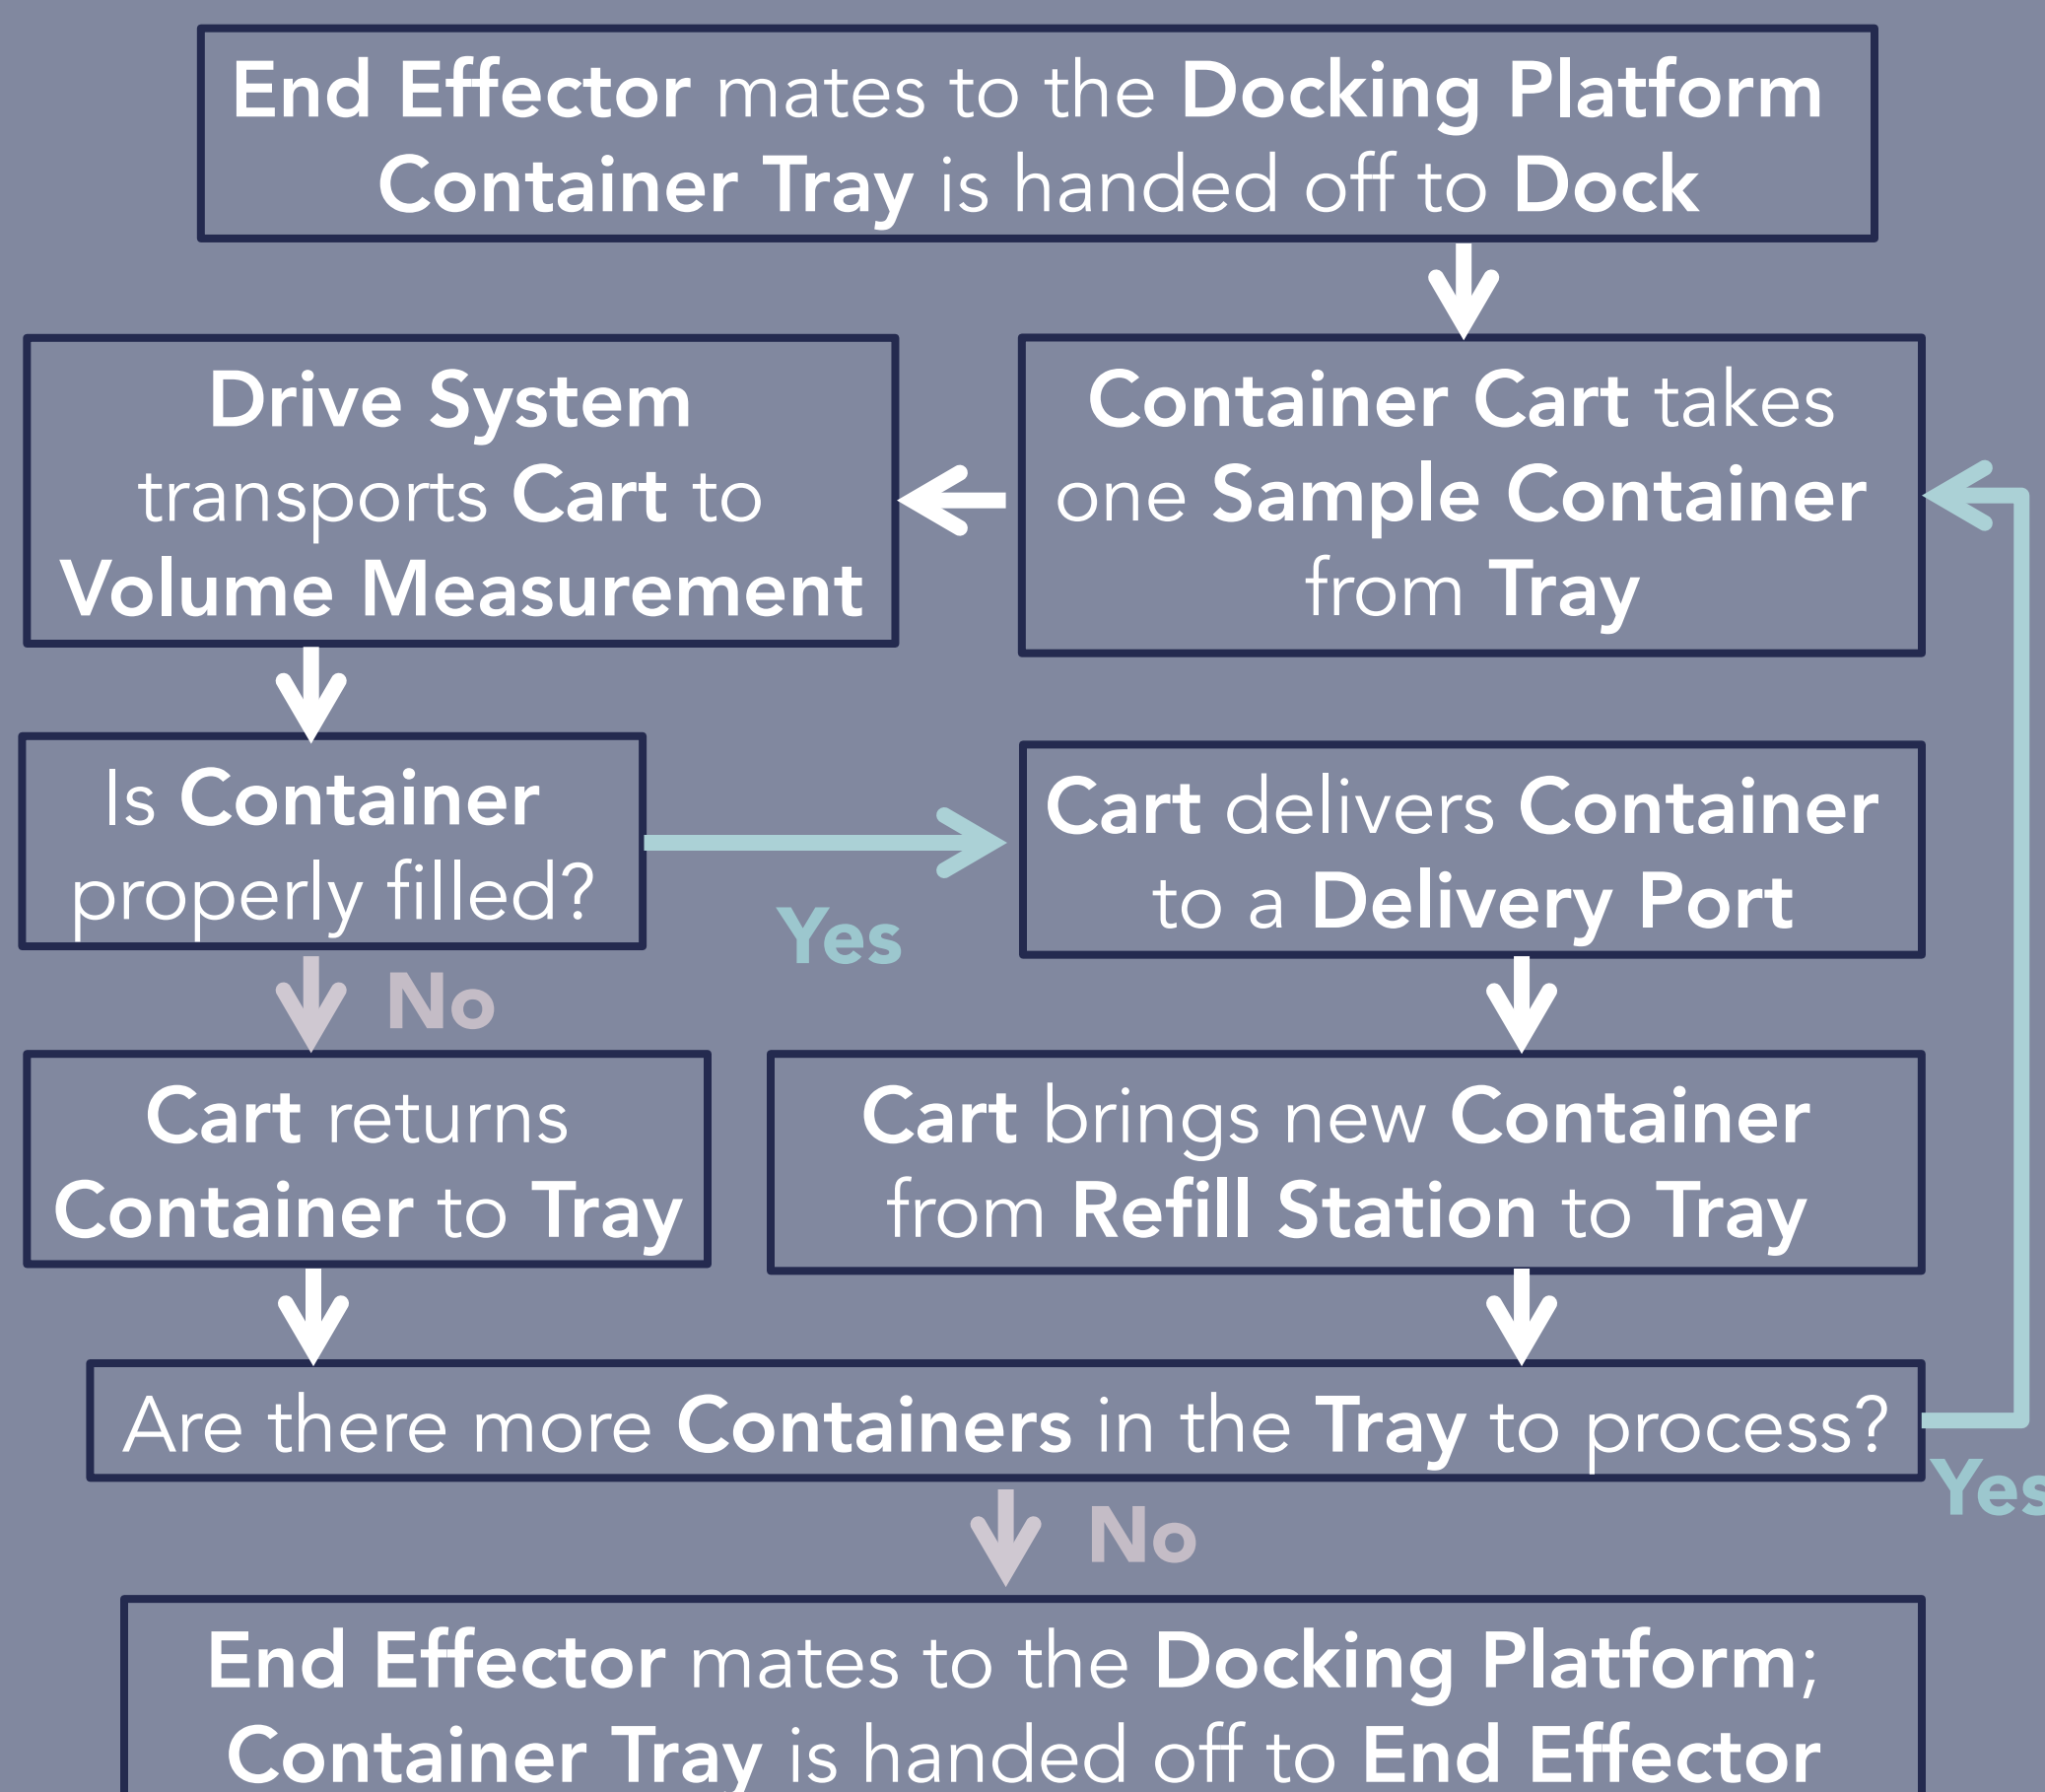 End Effector mates to the Docking Platform
Container Tray is handed off to Dock
Container Cart takes
one Sample Container
from Tray
Drive System
transports Cart to
Volume Measurement
Is Container
properly filled?
Yes
No
Cart delivers Container
to a Delivery Port
Cart returns
Container to Tray
Cart brings new Container
from Refill Station to Tray
Are there more Containers in the Tray to process?
Yes
No
End Effector mates to the Docking Platform;
Container Tray is handed off to End Effector